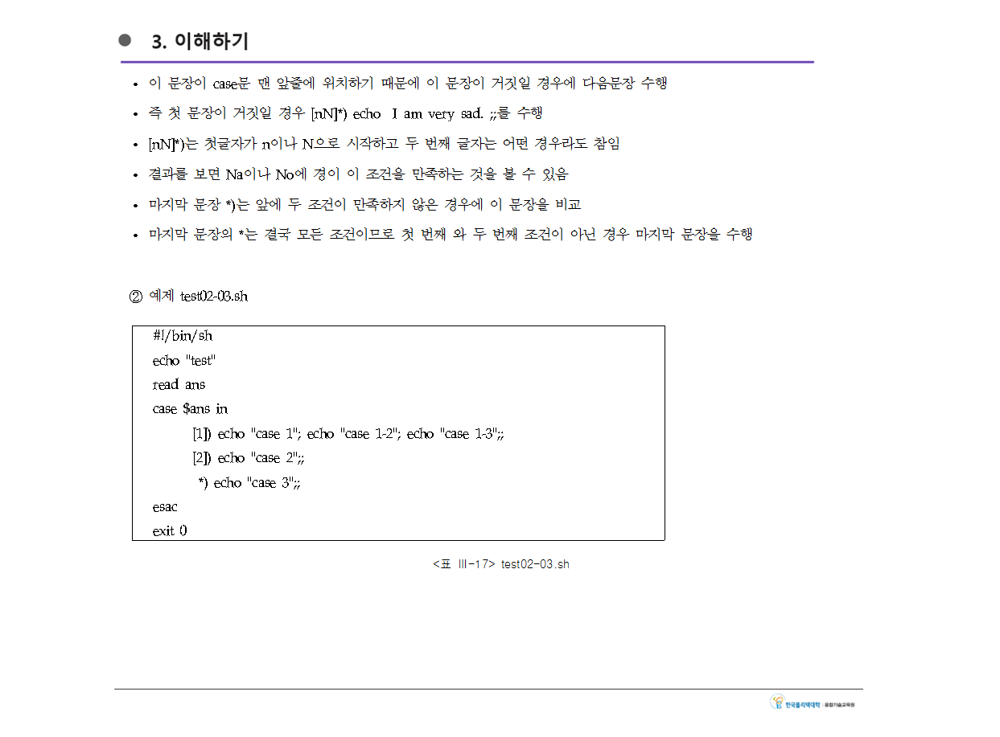 ● 3. 이해하기
• 이 문장이 case문 맨 앞줄에 위치하기 때문에 이 문장이 거짓일 경우에 다음문장 수행
• 즉 첫 문장이 거짓일 경우 [nN]*) echo I am very sad. ;;를 수행
• [nN]*)는 첫글자가 n이나 N으로 시작하고 두 번째 글자는 어떤 경우라도 참임
• 결과를 보면 Na이나 No에 경이 이 조건을 만족하는 것을 볼 수 있음
• 마지막 문장 *)는 앞에 두 조건이 만족하지 않은 경우에 이 문장을 비교
• 마지막 문장의 *는 결국 모든 조건이므로 첫 번째 와 두 번째 조건이 아닌 경우 마지막 문장을 수행
② 예제 test02-03.sh
#!/bin/sh
echo "test"
read ans
case $ans in
[1]) echo "case 1"; echo "case 1-2"; echo "case 1-3";;
[2]) echo "case 2";;
*) echo "case 3";;
esac
exit 0
<표 Ⅲ-17> test02-03.sh
한국폴리텍대학 | 융합기술교육원